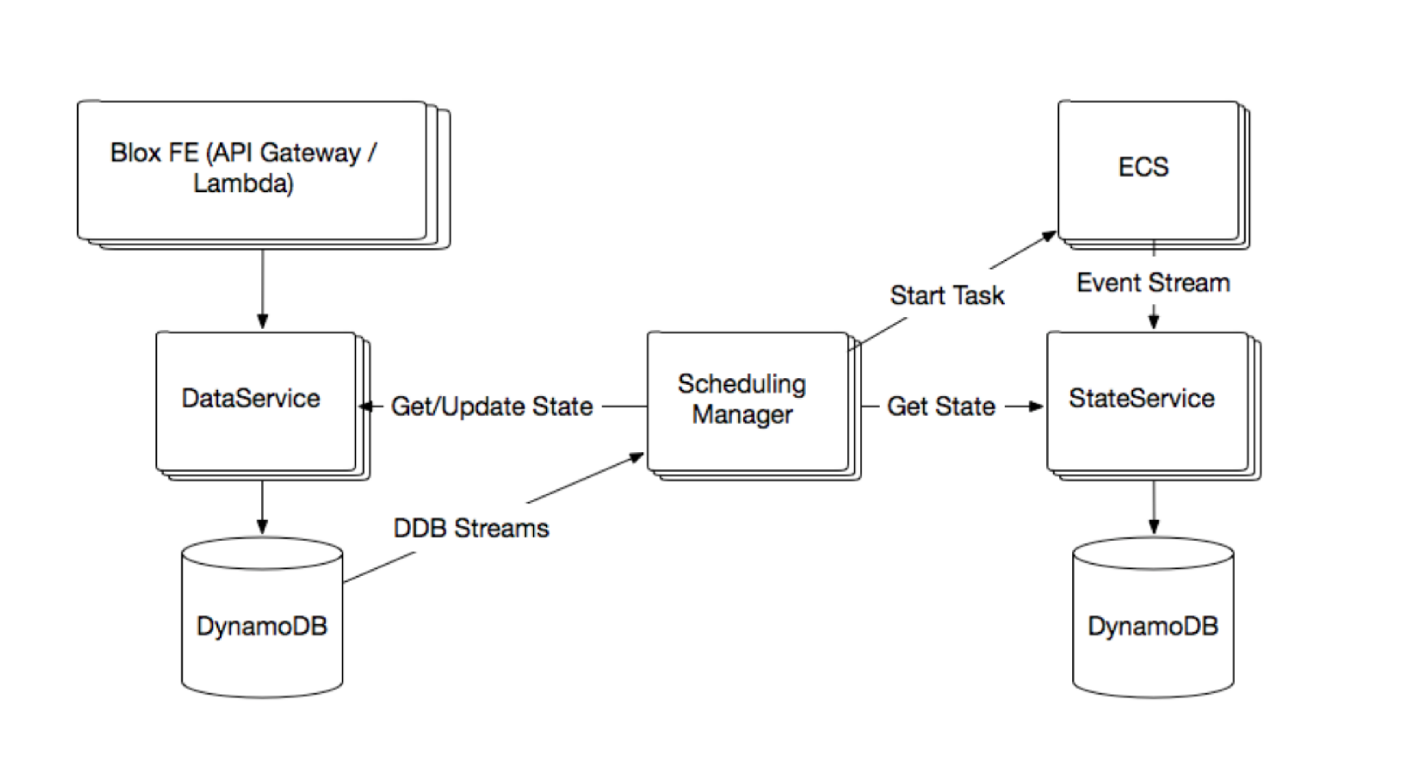 Blox FE (API Gateway /
Lambda)
ECS
Start Task
Event Stream
DataService
Get/Update State
Scheduling
Manager
Get State
StateService
DDB Streams
DynamoDB
DynamoDB